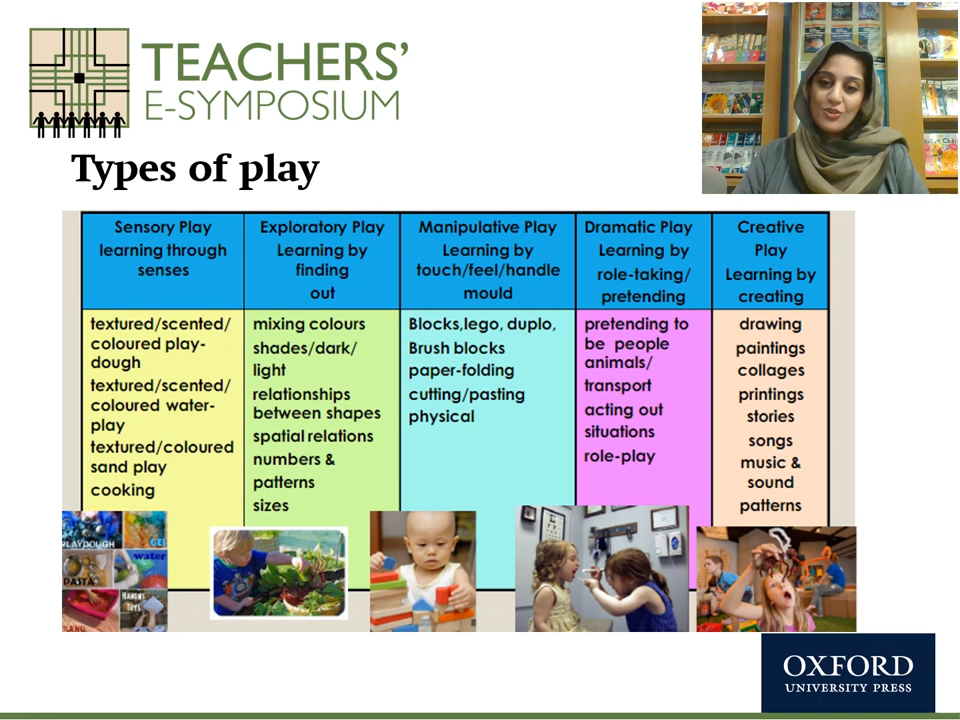 TEACHERS'
E-SYMPOSIUM
Types of play
Sensory Play
learning through
senses
Exploratory Play
Learning by
finding
out
Manipulative Play
Learning by
touch/feel/handle
mould
Dramatic Play
Learning by
role-taking/
pretending
Creative
Play
Learning by
creating
textured/scented/
coloured play-
dough
textured/scented/
coloured water-
play
textured/coloured
sand play
cooking
mixing colours
shades/dark/
light
relationships
between shapes
spatial relations
numbers &
patterns
sizes
Blocks,lego, duplo,
Brush blocks
paper-folding
cutting/pasting
physical
pretending to
be people
animals/
transport
acting out
situations
role-play
drawing
paintings
collages
printings
stories
songs
music &
sound
patterns
PLAYDOUGH
GEL
water
PASTA
SAND
TOYS
OXFORD
UNIVERSITY PRESS